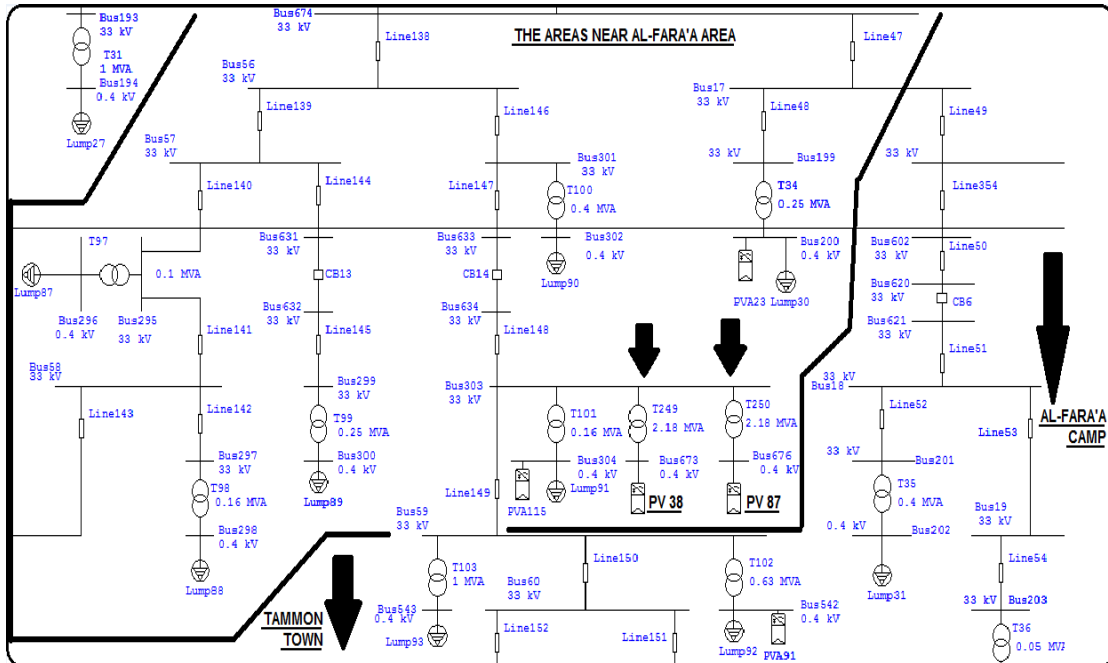 Bus193
33 kV
T31
1 MVA
Bus194
0.4 kV
Lump27
Bus674
33 kV
Line138
THE AREAS NEAR AL-FARA'A AREA
Line47
Bus56
33 kV
Line139
Line146
Bus17
33 kV
Line48
Line49
Bus57
33 kV
Line140
Line144
Line147
Bus301
33 kV
T100
0.4 MVA
Bus302
0.4 kV
Lump90
33 kV
Bus199
T34
0.25 MVA
Bus200
0.4 kV
PVA23
Lump30
33 kV
Line354
Bus602
33 kV
Line50
Bus620
33 kV
CB6
Bus621
33 kV
Line51
T97
0.1 MVA
Lump87
Bus296
0.4 kV
Bus295
33 kV
Line141
Bus631
33 kV
CB13
Bus632
33 kV
Line145
Bus633
33 kV
CB14
Bus634
33 kV
Line148
Bus58
33 kV
Line143
Line142
Bus297
33 kV
T98
0.16 MVA
Bus298
0.4 kV
Lump88
Bus299
33 kV
T99
0.25 MVA
Bus300
0.4 kV
Lump89
Bus303
33 kV
T101
0.16 MVA
Bus304
0.4 kV
Lump91
PVA115
T249
2.18 MVA
Bus673
0.4 kV
PV 38
T250
2.18 MVA
Bus676
0.4 kV
PV 87
Line149
33 kV
Bus18
Line52
Line53
AL-FARA'A
CAMP
33 kV
Bus201
T35
0.4 MVA
0.4 kV
Bus202
Lump31
Bus19
33 kV
Line54
33 kV
Bus203
T36
0.05 MVA
Bus59
33 kV
T103
1 MVA
Bus543
0.4 kV
Lump93
Line150
Bus60
33 kV
Line152
Line151
T102
0.63 MVA
Bus542
0.4 kV
Lump92
PVA91
TAMMON
TOWN